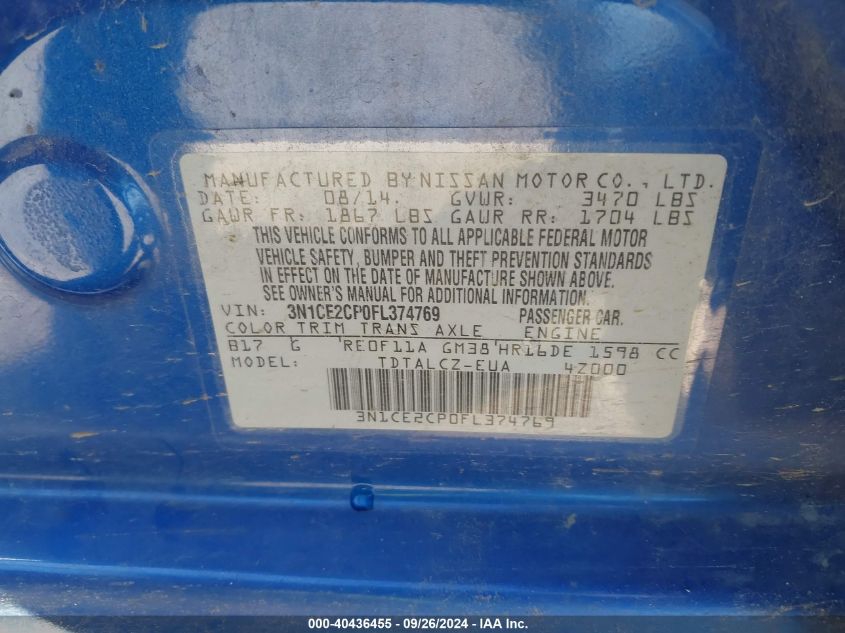 MANUFACTURED BY NISSAN MOTOR CO., LTD.
DATE: 08/14. GVWR: 3470 LBS
GAWR FR: 1867 LBS GAWR RR: 1704 LBS
THIS VEHICLE CONFORMS TO ALL APPLICABLE FEDERAL MOTOR
VEHICLE SAFETY, BUMPER AND THEFT PREVENTION STANDARDS
IN EFFECT ON THE DATE OF MANUFACTURE SHOWN ABOVE.
SEE OWNER'S MANUAL FOR ADDITIONAL INFORMATION.
VIN: 3N1CE2CP0FL374769 PASSENGER CAR.
COLOR TRIM TRANS AXLE ENGINE
B17 G RE0F11A GM38 HR16DE 1598 CC
MODEL: TDTALCZ-EUA 4Z000
3N1CE2CP0FL374769
000-40436455 - 09/26/2024 - IAAI.COM